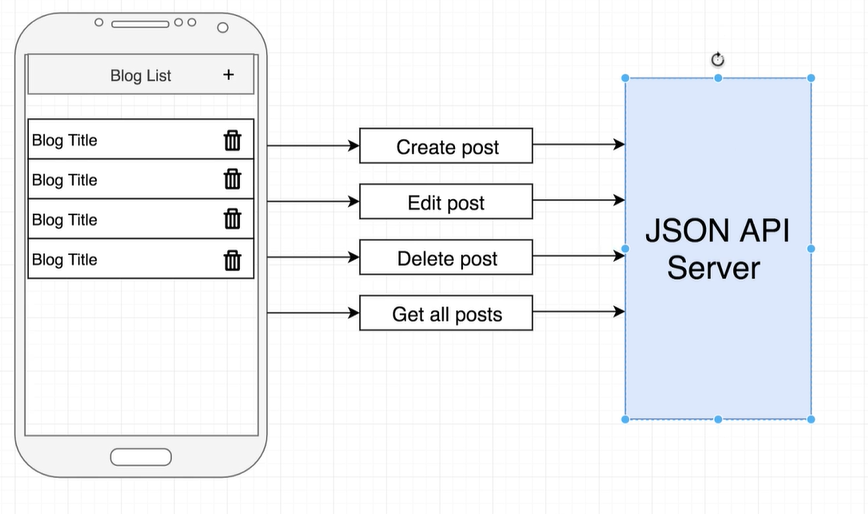 Blog List +
Blog Title
Blog Title
Blog Title
Blog Title
Create post
Edit post
Delete post
Get all posts
JSON API
Server